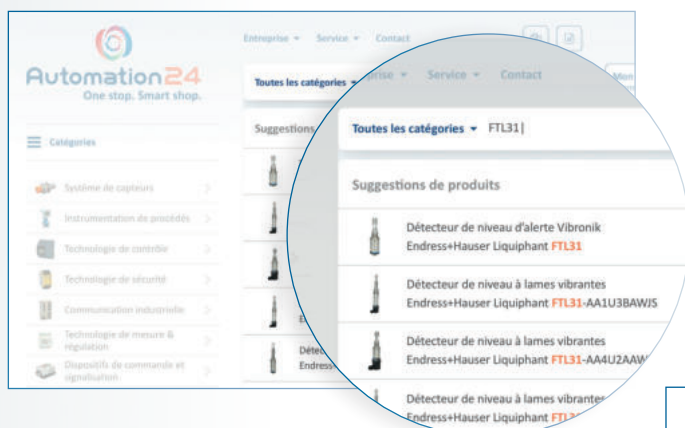 Automation24
One stop. Smart shop.
Catégories
Système de capteurs
Instrumentation de procédés
Technologie de contrôle
Technologie de sécurité
Communication industrielle
Technologie de mesure &
régulation
Dispositifs de commande et
signalisation
Entreprise Service Contact
Toutes les catégories
Suggestions
Service Contact
Mon
Toutes les catégories FTL31|
Suggestions de produits
Détecteur de niveau d'alerte Vibronik
Endress+Hauser Liquiphant FTL31
Détecteur de niveau à lames vibrantes
Endress+Hauser Liquiphant FTL31-AA1U3BAWJS
Détecteur de niveau à lames vibrantes
Endress+Hauser Liquiphant FTL31-AA4U2AAW
Détecteur de niveau à lames vibrantes
Endress+Hauser Liquiphant